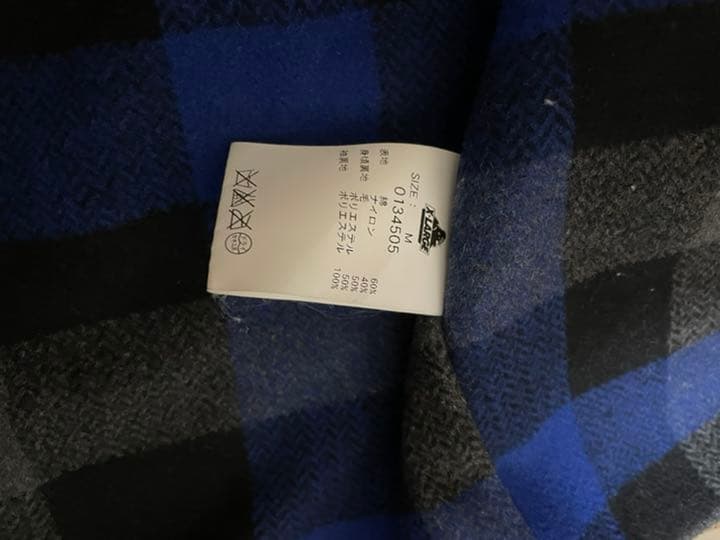 X-LARGE
SIZE: M
0134505
表地 綿 60%
ナイロン 40%
身頃裏地 毛 50%
ポリエステル 50%
袖裏地 ポリエステル 100%